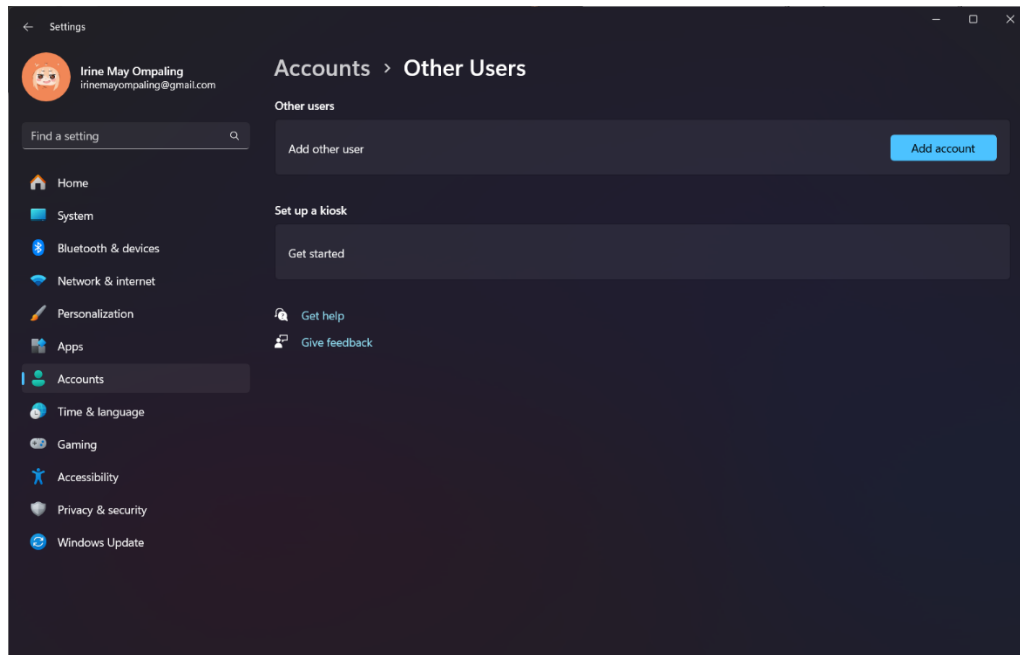 Settings
Irine May Ompaling
irinemayompaling@gmail.com
Find a setting
Home
System
Bluetooth & devices
Network & internet
Personalization
Apps
Accounts
Time & language
Gaming
Accessibility
Privacy & security
Windows Update
Accounts > Other Users
Other users
Add other user
Add account
Set up a kiosk
Get started
Get help
Give feedback